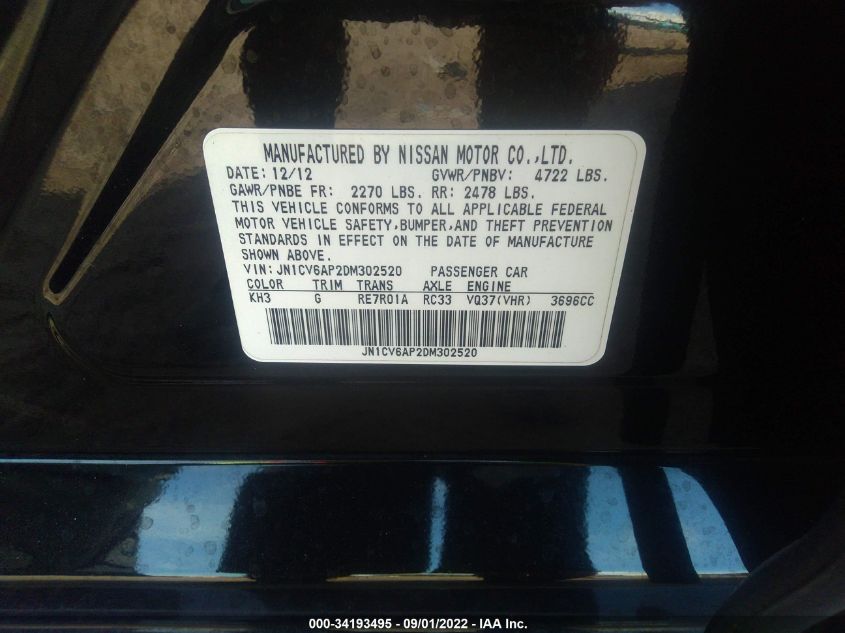 MANUFACTURED BY NISSAN MOTOR CO.,LTD.
DATE: 12/12 GVWR/PNBV: 4722 LBS.
GAWR/PNBE FR: 2270 LBS. RR: 2478 LBS.
THIS VEHICLE CONFORMS TO ALL APPLICABLE FEDERAL
MOTOR VEHICLE SAFETY,BUMPER,AND THEFT PREVENTION
STANDARDS IN EFFECT ON THE DATE OF MANUFACTURE
SHOWN ABOVE.
VIN: JN1CV6AP2DM302520 PASSENGER CAR
COLOR TRIM TRANS AXLE ENGINE
KH3 G RE7R01A RC33 VQ37(VHR) 3696CC
JN1CV6AP2DM302520
000-34193495 - 09/01/2022 - IAA Inc.